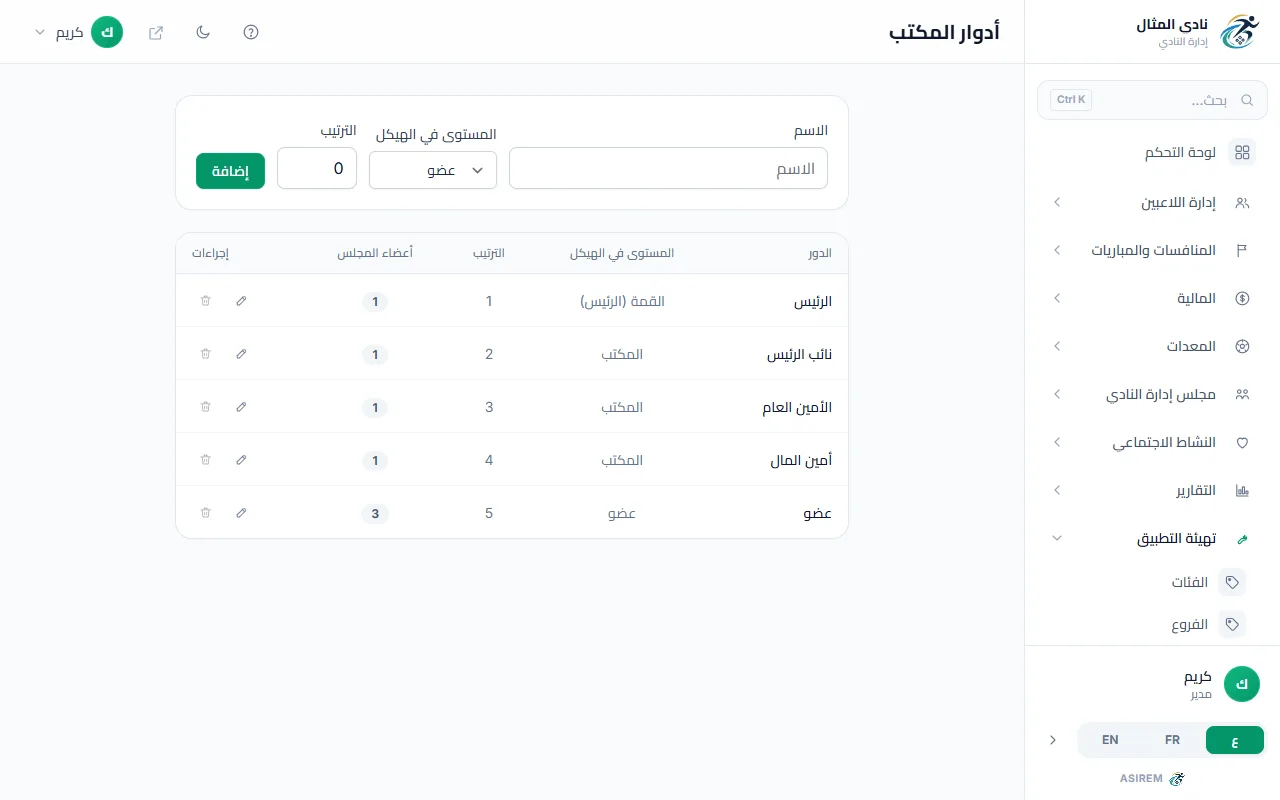 نادي المثال
إدارة النادي
بحث...
Ctrl K
لوحة التحكم
إدارة اللاعبين
المنافسات والمباريات
المالية
المعدات
مجلس إدارة النادي
النشاط الاجتماعي
التقارير
تهيئة التطبيق
الفئات
الفروع
ك
كريم
مدير
ع
FR
EN
ASIREM
أدوار المكتب
ك
كريم
الاسم
المستوى في الهيكل
الترتيب
الاسم
عضو
0
إضافة
الدور
المستوى في الهيكل
الترتيب
أعضاء المجلس
إجراءات
الرئيس
القمة (الرئيس)
1
1
نائب الرئيس
المكتب
2
1
الأمين العام
المكتب
3
1
أمين المال
المكتب
4
1
عضو
عضو
5
3